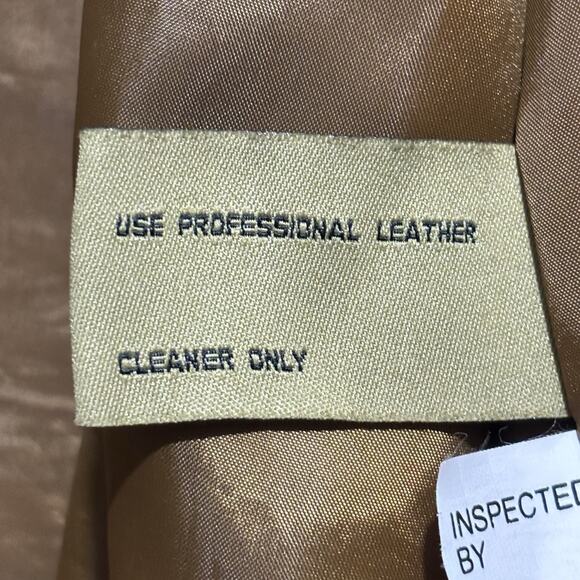 USE PROFESSIONAL LEATHER
CLEANER ONLY
INSPECTED
BY